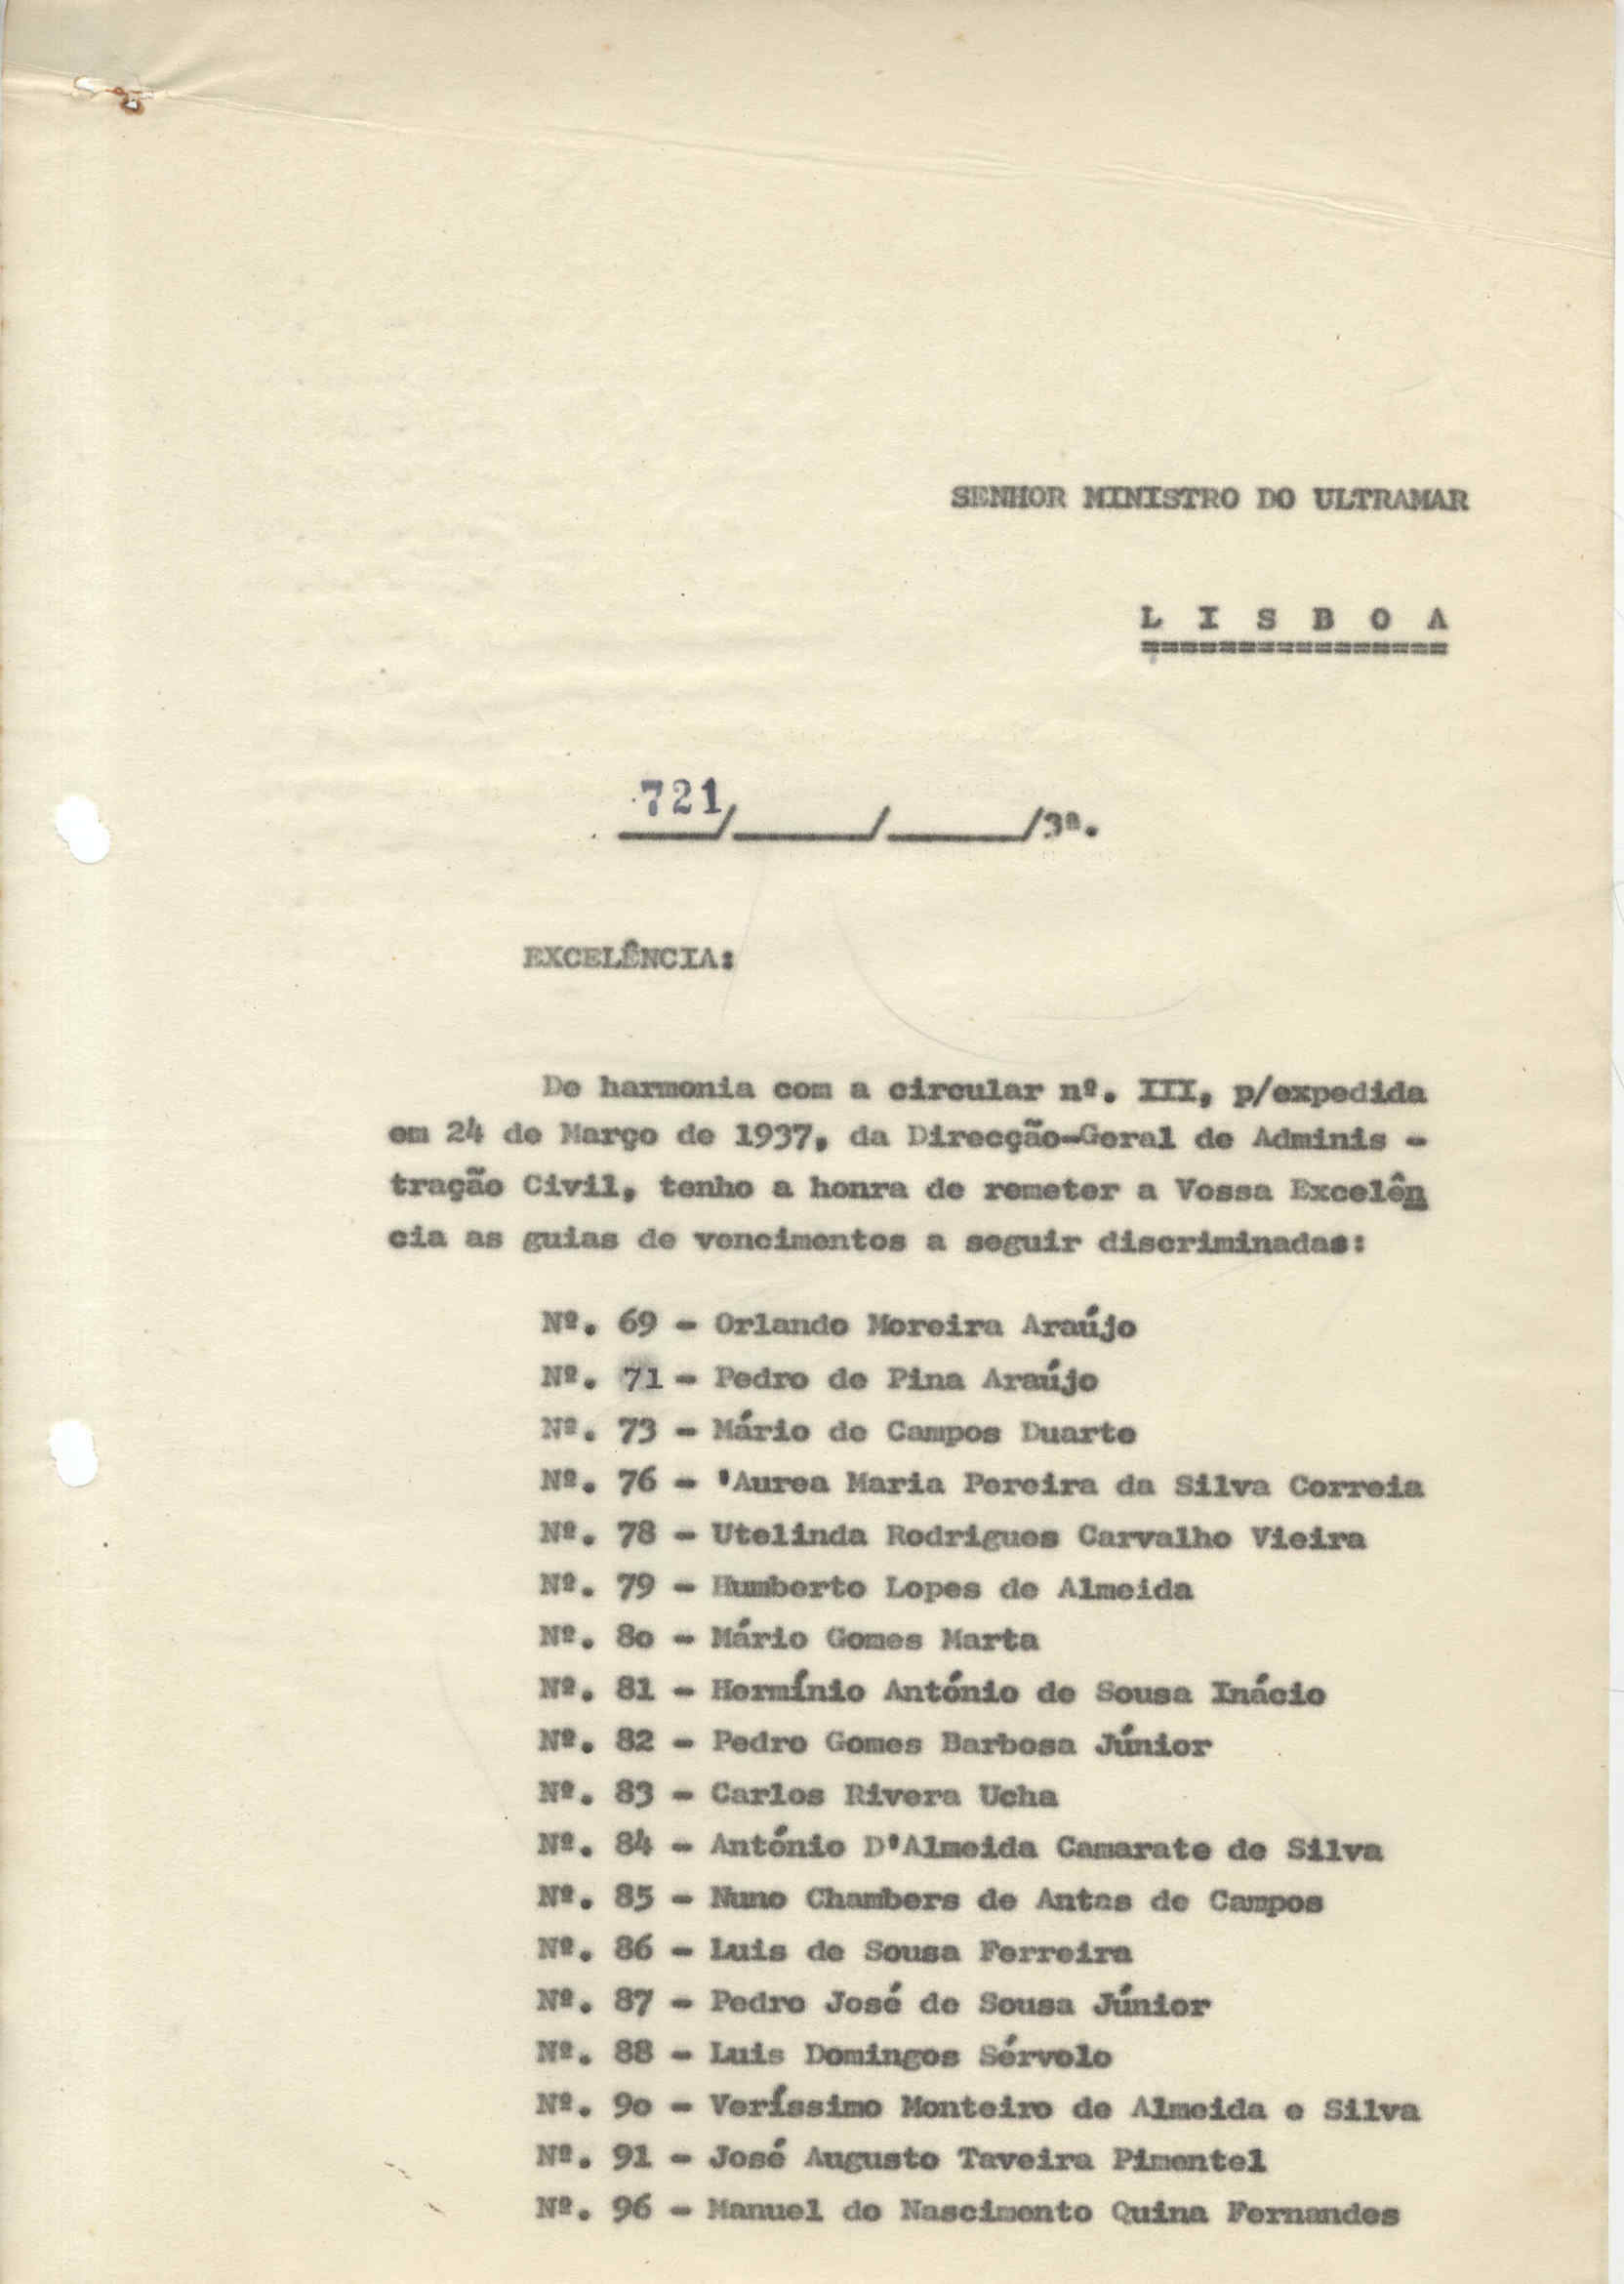 SENHOR MINISTRO DO ULTRAMAR
L I S B O A
================
721/______/______/3ª.
EXCELÊNCIA:
De harmonia com a circular nº. III, p/expedida
em 24 de Março de 1937, da Direcção-Geral de Adminis -
tração Civil, tenho a honra de remeter a Vossa Excelên
cia as guias de vencimentos a seguir discriminadas:
Nº. 69 - Orlando Moreira Araújo
Nº. 71 - Pedro de Pina Araújo
Nº. 73 - Mário de Campos Duarte
Nº. 76 - 'Aurea Maria Pereira da Silva Correia
Nº. 78 - Utelinda Rodrigues Carvalho Vieira
Nº. 79 - Humberto Lopes de Almeida
Nº. 8o - Mário Gomes Marta
Nº. 81 - Hermínio António de Sousa Inácio
Nº. 82 - Pedro Gomes Barbosa Júnior
Nº. 83 - Carlos Rivera Ucha
Nº. 84 - António D'Almeida Camarate de Silva
Nº. 85 - Nuno Chambers de Antas de Campos
Nº. 86 - Luis de Sousa Ferreira
Nº. 87 - Pedro José de Sousa Júnior
Nº. 88 - Luis Domingos Sérvolo
Nº. 9o - Veríssimo Monteiro de Almeida e Silva
Nº. 91 - José Augusto Taveira Pimentel
Nº. 96 - Manuel do Nascimento Quina Fernandes